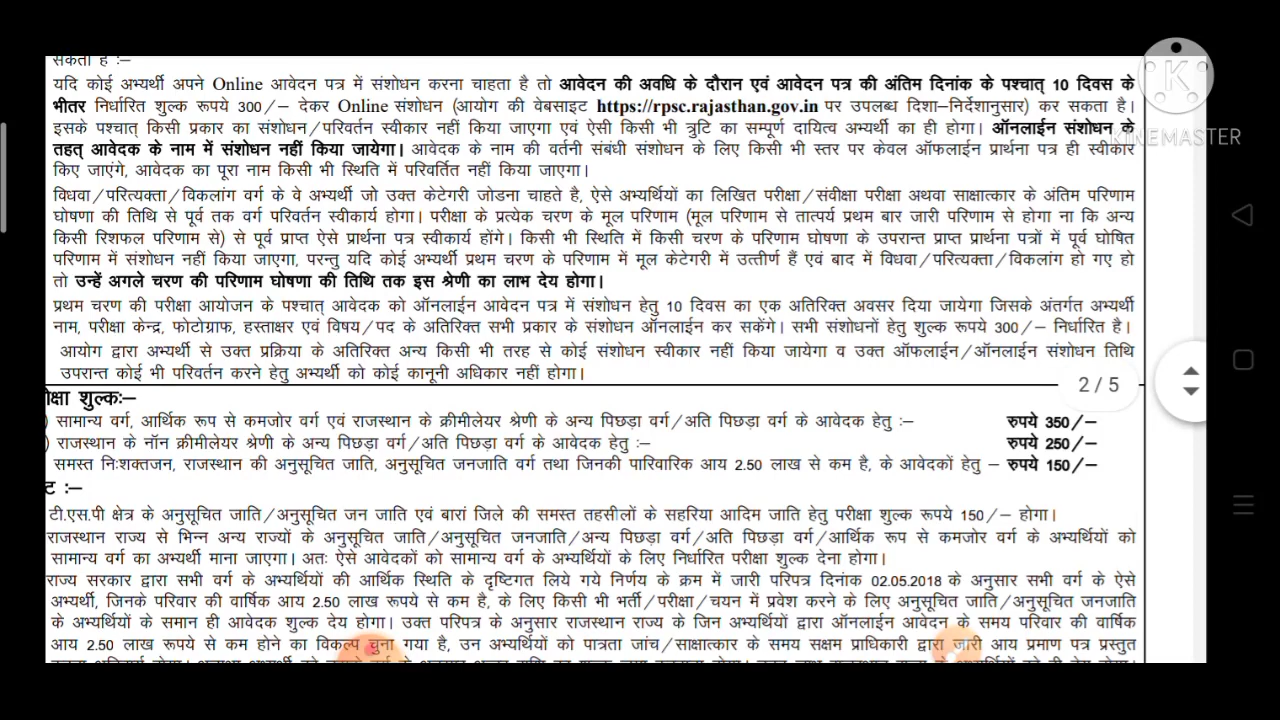 सकता है :–
यदि कोई अभ्यर्थी अपने Online आवेदन पत्र में संशोधन करना चाहता है तो आवेदन की अवधि के दौरान एवं आवेदन पत्र की अंतिम दिनांक के पश्चात् 10 दिवस के
भीतर निर्धारित शुल्क रूपये 300/– देकर Online संशोधन (आयोग की वेबसाइट https://rpsc.rajasthan.gov.in पर उपलब्ध दिशा–निर्देशानुसार) कर सकता है।
इसके पश्चात् किसी प्रकार का संशोधन/परिवर्तन स्वीकार नहीं किया जाएगा एवं ऐसी किसी भी त्रुटि का सम्पूर्ण दायित्व अभ्यर्थी का ही होगा। ऑनलाईन संशोधन के
तहत् आवेदक के नाम में संशोधन नहीं किया जायेगा। आवेदक के नाम की वर्तनी संबंधी संशोधन के लिए किसी भी स्तर पर केवल ऑफलाईन प्रार्थना पत्र ही स्वीकार
किए जाएंगे, आवेदक का पूरा नाम किसी भी स्थिति में परिवर्तित नहीं किया जाएगा।
KINEMASTER
विधवा/परित्यक्ता/विकलांग वर्ग के वे अभ्यर्थी जो उक्त केटेगरी जोडना चाहते है, ऐसे अभ्यर्थियों का लिखित परीक्षा/संवीक्षा परीक्षा अथवा साक्षात्कार के अंतिम परिणाम
घोषणा की तिथि से पूर्व तक वर्ग परिवर्तन स्वीकार्य होगा। परीक्षा के प्रत्येक चरण के मूल परिणाम (मूल परिणाम से तात्पर्य प्रथम बार जारी परिणाम से होगा ना कि अन्य
किसी रिशफल परिणाम से) से पूर्व प्राप्त ऐसे प्रार्थना पत्र स्वीकार्य होंगे। किसी भी स्थिति में किसी चरण के परिणाम घोषणा के उपरान्त प्राप्त प्रार्थना पत्रों में पूर्व घोषित
परिणाम में संशोधन नहीं किया जाएगा, परन्तु यदि कोई अभ्यर्थी प्रथम चरण के परिणाम में मूल केटेगरी में उत्तीर्ण हैं एवं बाद में विधवा/परित्यक्ता/विकलांग हो गए हो
तो उन्हें अगले चरण की परिणाम घोषणा की तिथि तक इस श्रेणी का लाभ देय होगा।
प्रथम चरण की परीक्षा आयोजन के पश्चात् आवेदक को ऑनलाईन आवेदन पत्र में संशोधन हेतु 10 दिवस का एक अतिरिक्त अवसर दिया जायेगा जिसके अंतर्गत अभ्यर्थी
नाम, परीक्षा केन्द्र, फोटोग्राफ, हस्ताक्षर एवं विषय/पद के अतिरिक्त सभी प्रकार के संशोधन ऑनलाईन कर सकेंगे। सभी संशोधनों हेतु शुल्क रूपये 300/– निर्धारित है।
आयोग द्वारा अभ्यर्थी से उक्त प्रक्रिया के अतिरिक्त अन्य किसी भी तरह से कोई संशोधन स्वीकार नहीं किया जायेगा व उक्त ऑफलाईन/ऑनलाईन संशोधन तिथि
उपरान्त कोई भी परिवर्तन करने हेतु अभ्यर्थी को कोई कानूनी अधिकार नहीं होगा।
2 / 5
ीक्षा शुल्कः–
) सामान्य वर्ग, आर्थिक रूप से कमजोर वर्ग एवं राजस्थान के क्रीमीलेयर श्रेणी के अन्य पिछड़ा वर्ग/अति पिछड़ा वर्ग के आवेदक हेतु :– रुपये 350/–
) राजस्थान के नॉन क्रीमीलेयर श्रेणी के अन्य पिछड़ा वर्ग/अति पिछड़ा वर्ग के आवेदक हेतु :– रुपये 250/–
समस्त निःशक्तजन, राजस्थान की अनुसूचित जाति, अनुसूचित जनजाति वर्ग तथा जिनकी पारिवारिक आय 2.50 लाख से कम है, के आवेदकों हेतु – रुपये 150/–
ट :–
टी.एस.पी क्षेत्र के अनुसूचित जाति/अनुसूचित जन जाति एवं बारां जिले की समस्त तहसीलों के सहरिया आदिम जाति हेतु परीक्षा शुल्क रूपये 150/– होगा।
राजस्थान राज्य से भिन्न अन्य राज्यों के अनुसूचित जाति/अनुसूचित जनजाति/अन्य पिछड़ा वर्ग/अति पिछड़ा वर्ग/आर्थिक रूप से कमजोर वर्ग के अभ्यर्थियों को
सामान्य वर्ग का अभ्यर्थी माना जाएगा। अतः ऐसे आवेदकों को सामान्य वर्ग के अभ्यर्थियों के लिए निर्धारित परीक्षा शुल्क देना होगा।
राज्य सरकार द्वारा सभी वर्ग के अभ्यर्थियों की आर्थिक स्थिति के दृष्टिगत लिये गये निर्णय के क्रम में जारी परिपत्र दिनांक 02.05.2018 के अनुसार सभी वर्ग के ऐसे
अभ्यर्थी, जिनके परिवार की वार्षिक आय 2.50 लाख रूपये से कम है, के लिए किसी भी भर्ती/परीक्षा/चयन में प्रवेश करने के लिए अनुसूचित जाति/अनुसूचित जनजाति
के अभ्यर्थियों के समान ही आवेदक शुल्क देय होगा। उक्त परिपत्र के अनुसार राजस्थान राज्य के जिन अभ्यर्थियों द्वारा ऑनलाईन आवेदन के समय परिवार की वार्षिक
आय 2.50 लाख रूपये से कम होने का विकल्प चुना गया है, उन अभ्यर्थियों को पात्रता जांच/साक्षात्कार के समय सक्षम प्राधिकारी द्वारा जारी आय प्रमाण पत्र प्रस्तुत